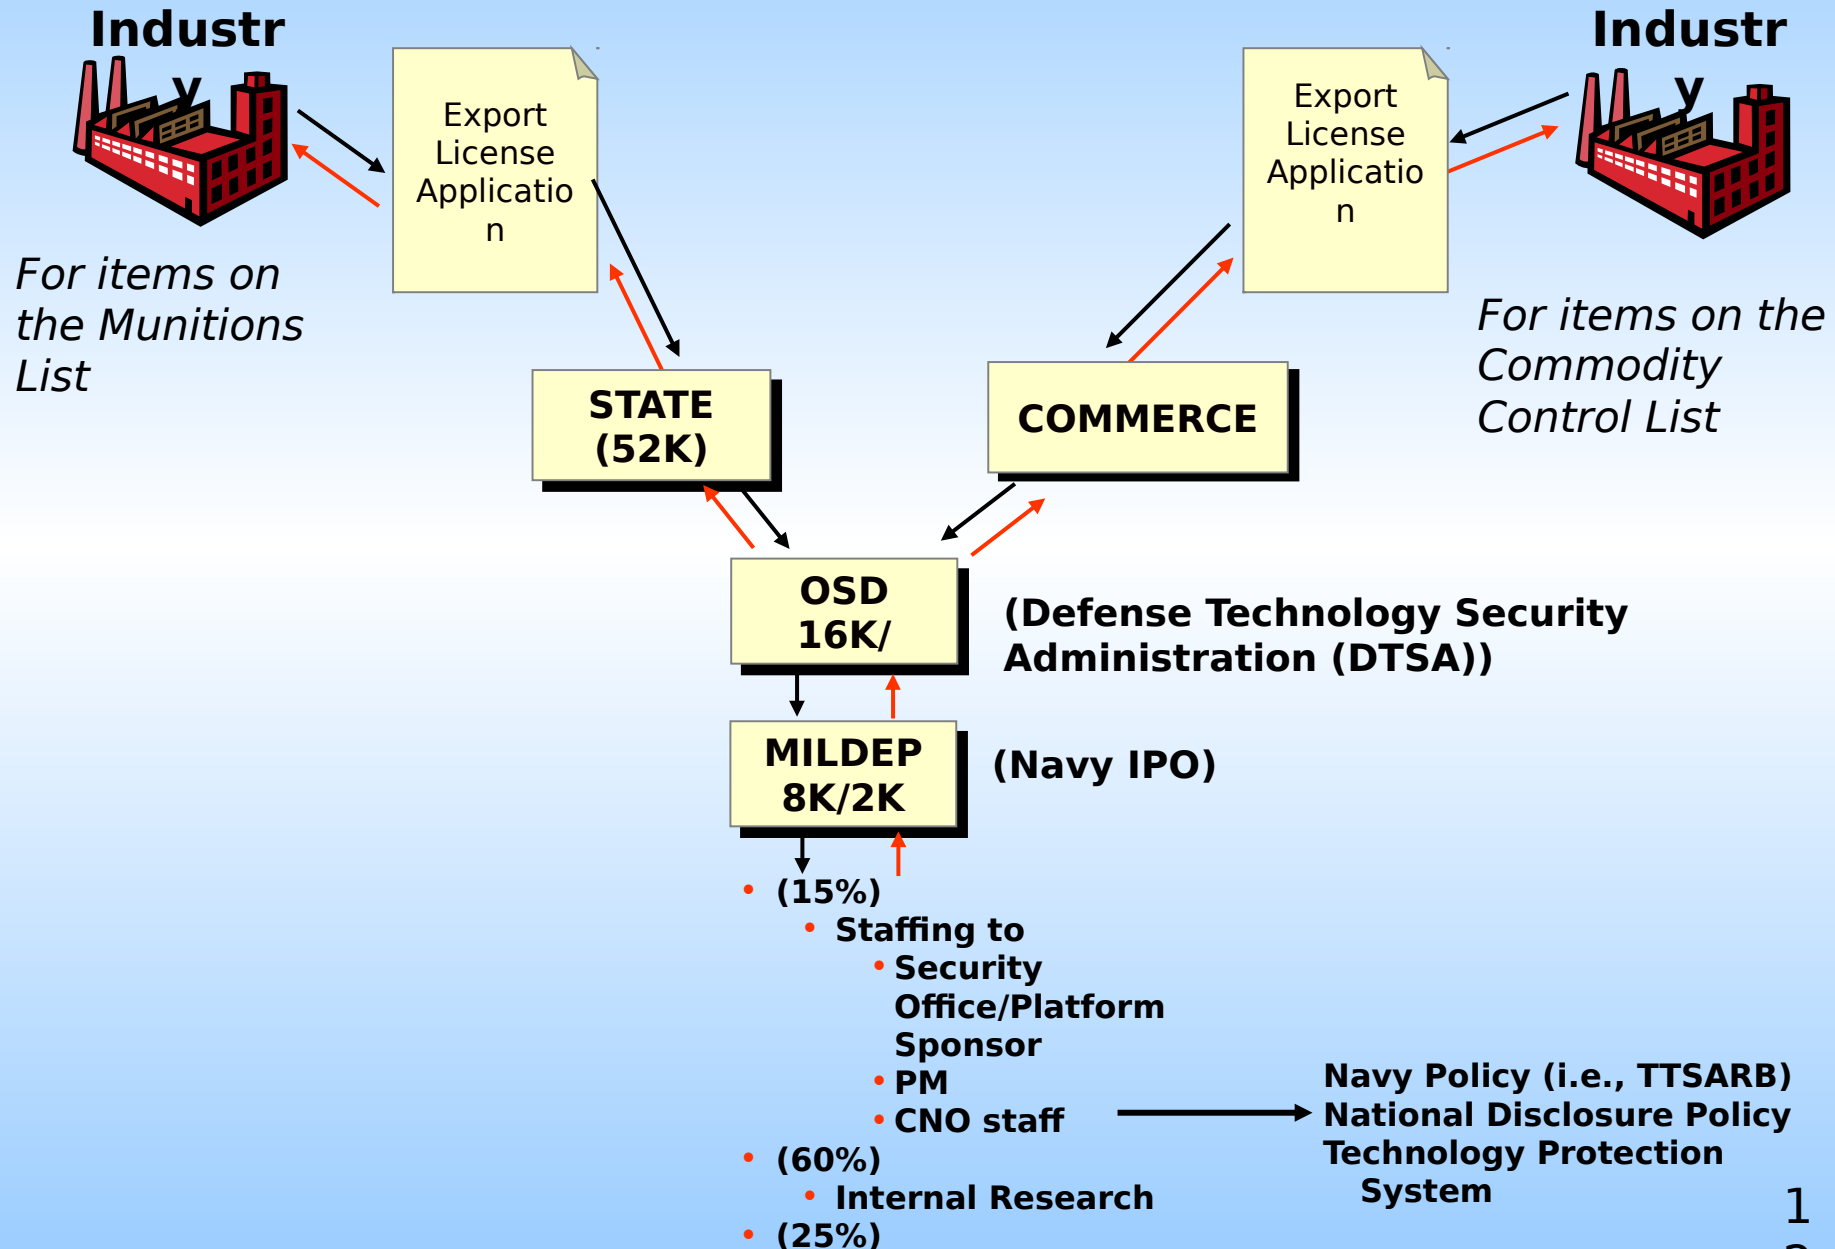 Industr
y
Export
License
Applicatio
n
For items on
the Munitions
List
Industr
y
Export
License
Applicatio
n
For items on the
Commodity
Control List
STATE
(52K)
COMMERCE
OSD
16K/
(Defense Technology Security
Administration (DTSA))
MILDEP
8K/2K
(Navy IPO)
• (15%)
• Staffing to
• Security
Office/Platform
Sponsor
• PM
• CNO staff
• (60%)
• Internal Research
• (25%)
Navy Policy (i.e., TTSARB)
National Disclosure Policy
Technology Protection
System
1